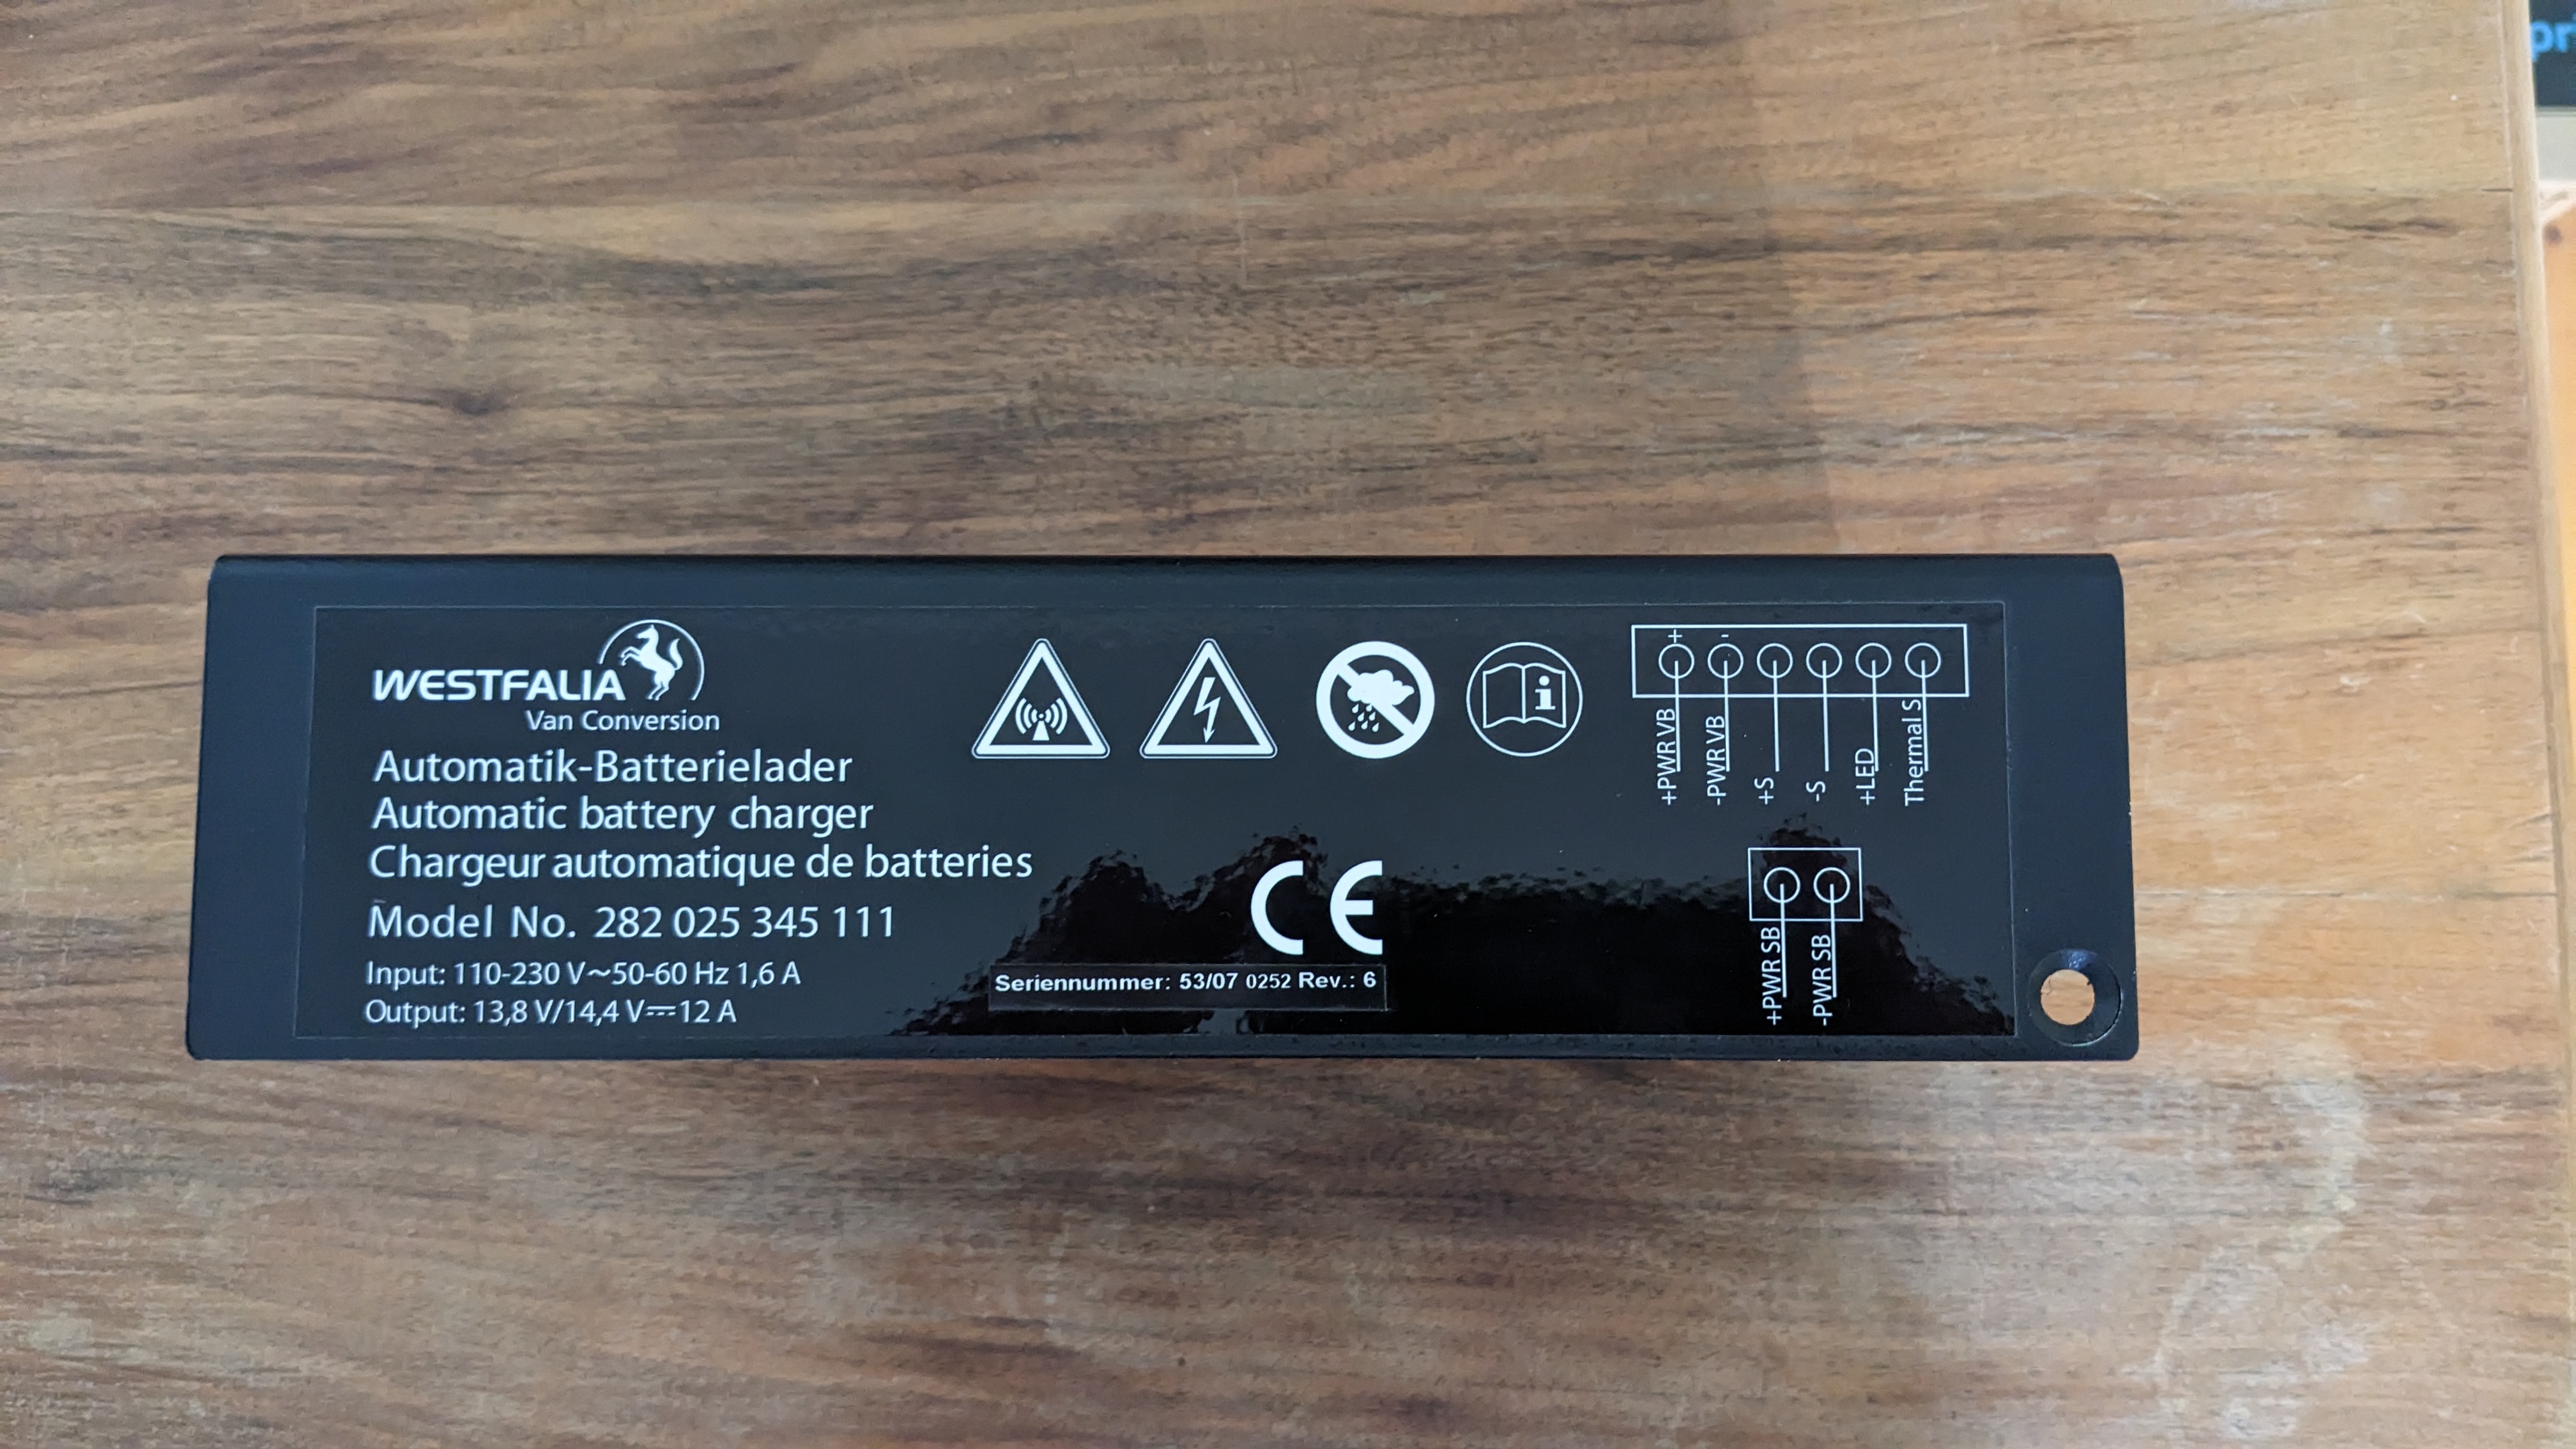 WESTFALIA
Van Conversion
Automatik-Batterielader
Automatic battery charger
Chargeur automatique de batteries
Model No. 282 025 345 111
Input: 110-230 V~50-60 Hz 1,6 A
Output: 13,8 V/14,4 V⎓12 A
i
CE
Seriennummer: 53/07 0252 Rev.: 6
+ -
+PWR VB
-PWR VB
+S
-S
+LED
Thermal S
+PWR SB
-PWR SB
pr